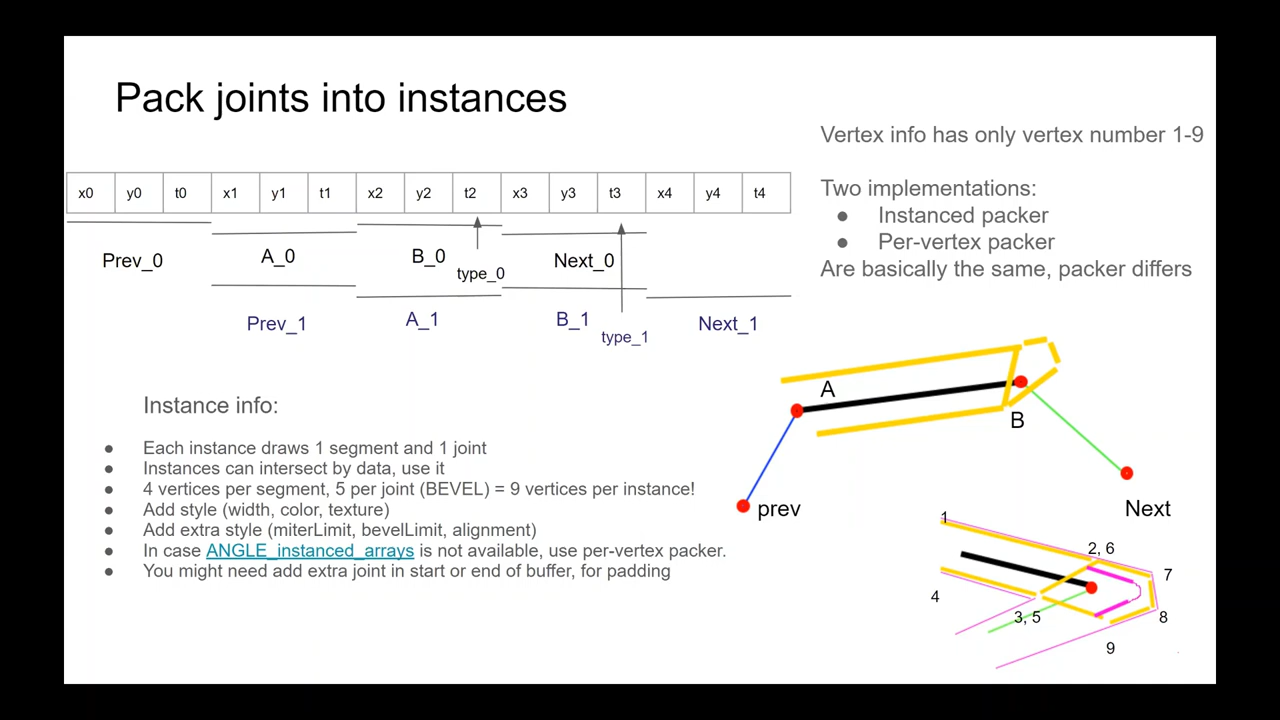 Pack joints into instances
Vertex info has only vertex number 1-9
Two implementations:
● Instanced packer
● Per-vertex packer
Are basically the same, packer differs
x0 y0 t0 x1 y1 t1 x2 y2 t2 x3 y3 t3 x4 y4 t4
Prev_0 A_0 B_0 type_0 Next_0
Prev_1 A_1 B_1 type_1 Next_1
Instance info:
● Each instance draws 1 segment and 1 joint
● Instances can intersect by data, use it
● 4 vertices per segment, 5 per joint (BEVEL) = 9 vertices per instance!
● Add style (width, color, texture)
● Add extra style (miterLimit, bevelLimit, alignment)
● In case ANGLE_instanced_arrays is not available, use per-vertex packer.
● You might need add extra joint in start or end of buffer, for padding
A
B
prev
Next
1
2, 6
7
4
3, 5
8
9